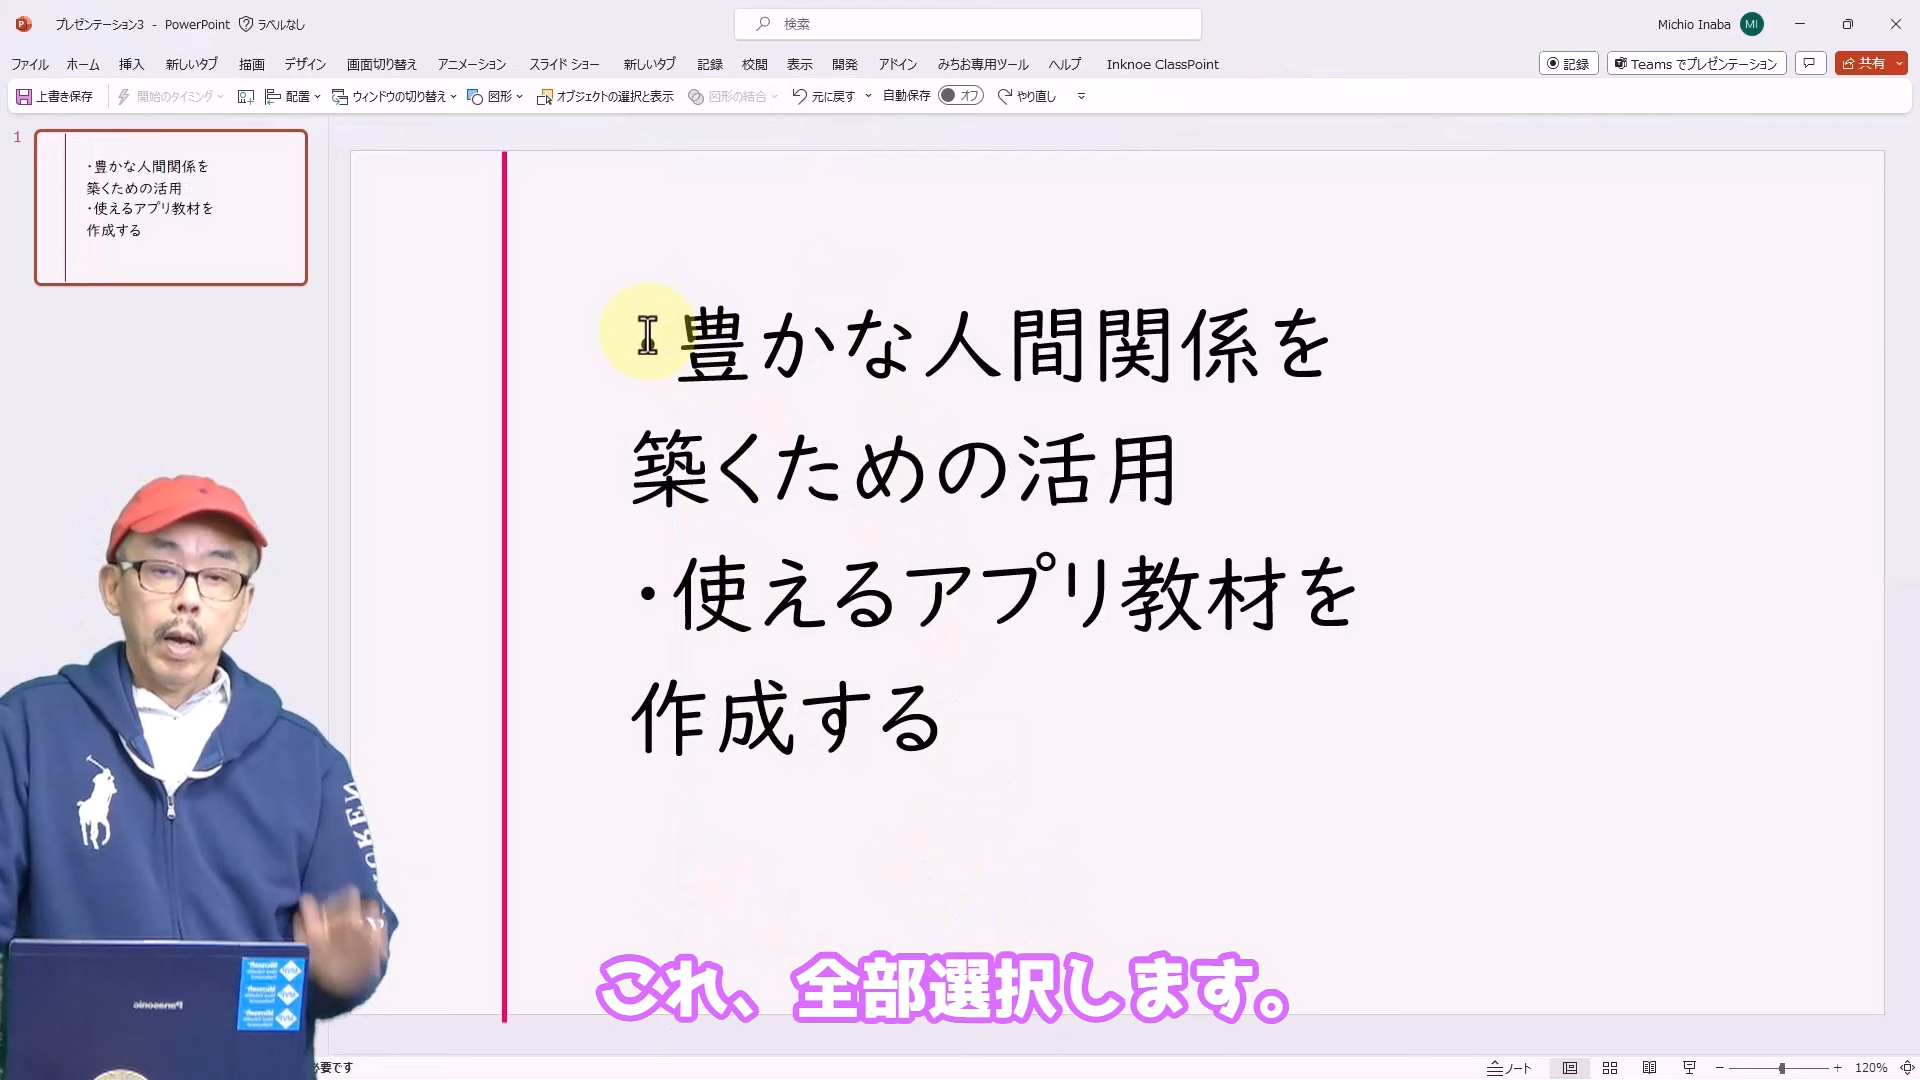 プレゼンテーション3 - PowerPoint ラベルなし
検索
Michio Inaba MI
ファイル ホーム 挿入 新しいタブ 描画 デザイン 画面切り替え アニメーション スライド ショー 新しいタブ 記録 校閲 表示 開発 アドイン みちお専用ツール ヘルプ Inknoe ClassPoint
記録 Teams でプレゼンテーション 共有
上書き保存 開始のタイミング 配置 ウィンドウの切り替え 図形 オブジェクトの選択と表示 図形の結合 元に戻す 自動保存 オフ やり直し
1
・豊かな人間関係を
築くための活用
・使えるアプリ教材を
作成する
・豊かな人間関係を
築くための活用
・使えるアプリ教材を
作成する
Panasonic
Microsoft
MVP
Microsoft
MVP
Microsoft
MVP
これ、全部選択します。
必要です
ノート
120%